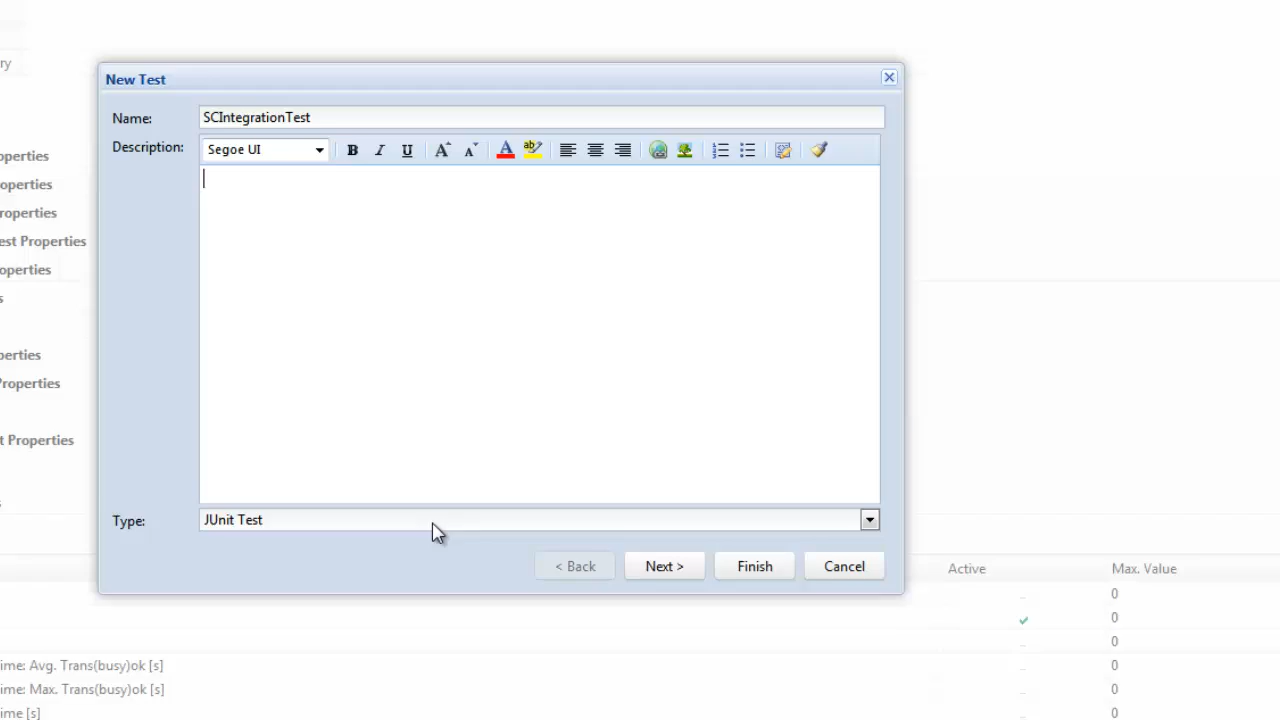 ry
New Test
Name:
SCIntegrationTest
Description:
Segoe UI
B I U A A A ab
operties
operties
roperties
est Properties
operties
s
perties
Properties
t Properties
s
Type:
JUnit Test
< Back
Next >
Finish
Cancel
Active
Max. Value
0
0
0
ime: Avg. Trans(busy)ok [s]
0
ime: Max. Trans(busy)ok [s]
0
ime [s]
0